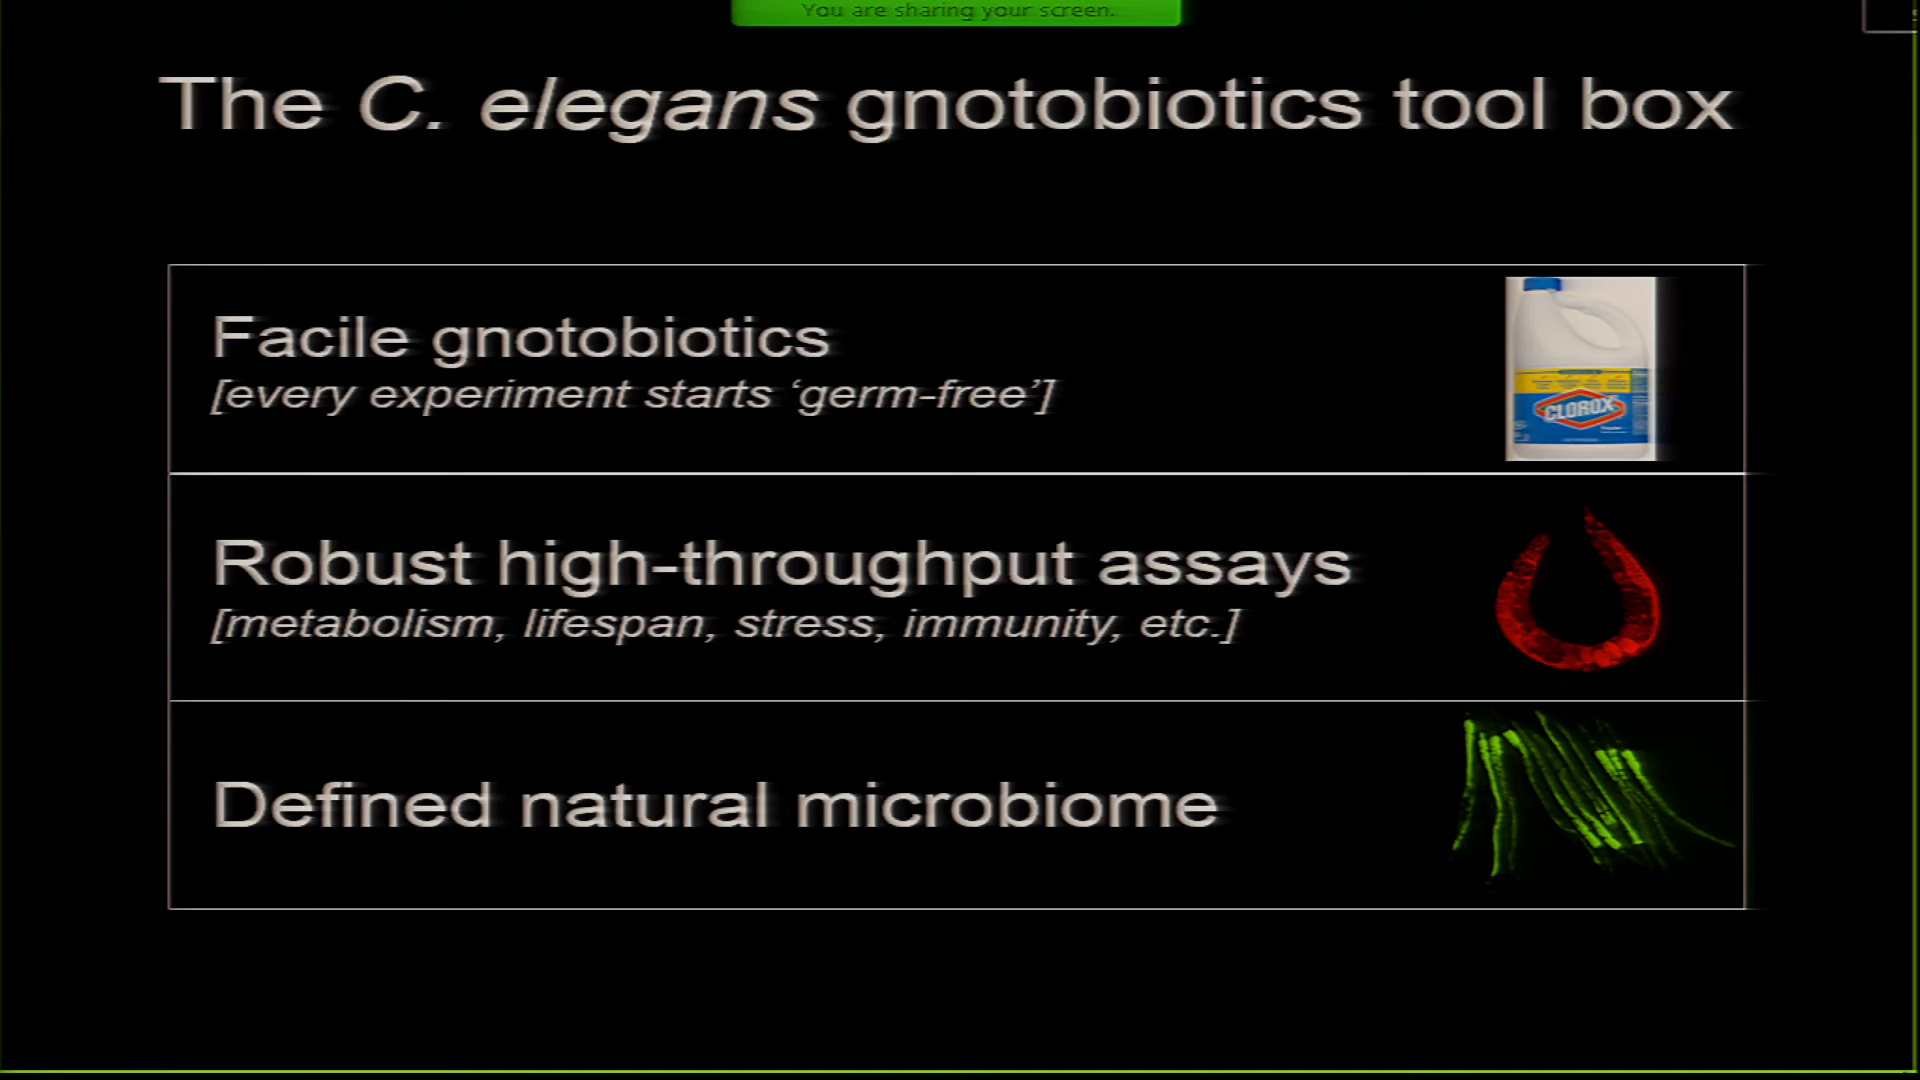 You are sharing your screen.
The C. elegans gnotobiotics tool box
Facile gnotobiotics
[every experiment starts ‘germ-free’]
CLOROX
Robust high-throughput assays
[metabolism, lifespan, stress, immunity, etc.]
Defined natural microbiome